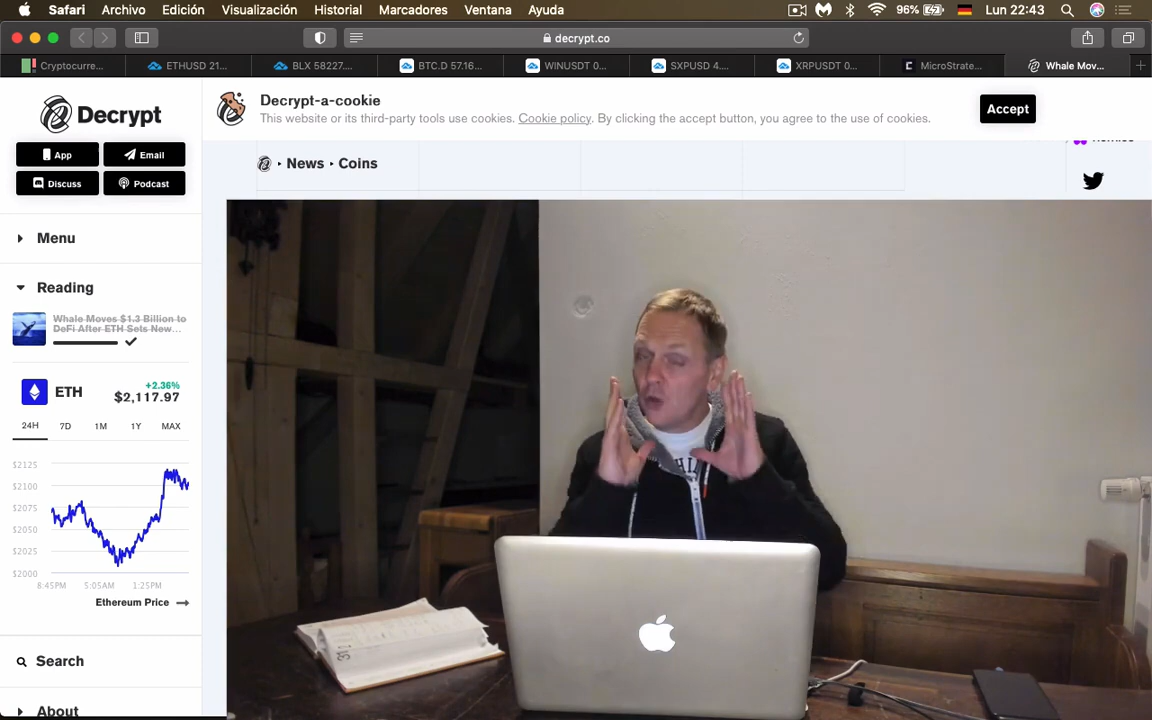 Safari Archivo Edición Visualización Historial Marcadores Ventana Ayuda 96% Lun 22:43
decrypt.co
Cryptocurre... ETHUSD 21... BLX 58227.... BTC.D 57.16... WINUSDT 0... SXPUSD 4.... XRPUSDT 0... MicroStrate... Whale Mov...
Decrypt
App Email
Discuss Podcast
Decrypt-a-cookie
This website or its third-party tools use cookies. Cookie policy. By clicking the accept button, you agree to the use of cookies.
Accept
News Coins
Menu
Reading
Whale Moves $1.3 Billion to
DeFi After ETH Sets New...
ETH
+2.36%
$2,117.97
24H 7D 1M 1Y MAX
$2125
$2100
$2075
$2050
$2025
$2000
8:45PM 5:05AM 1:25PM
Ethereum Price
Search
About
31